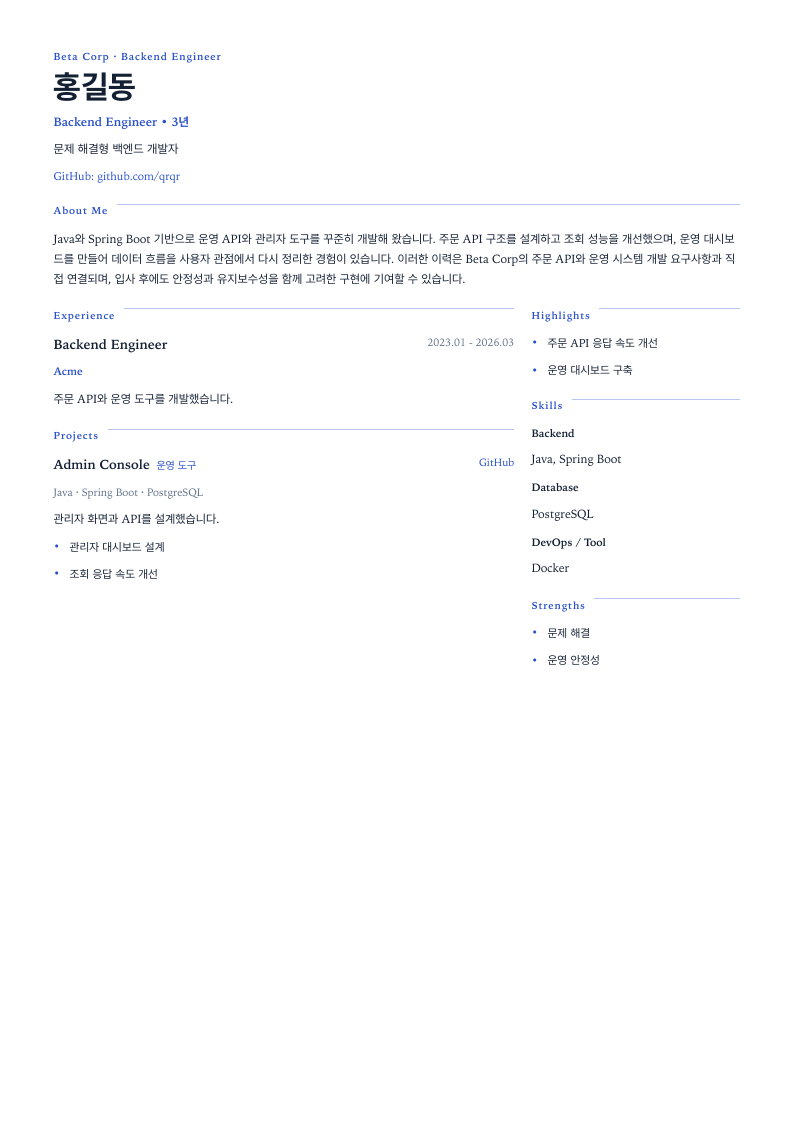 Beta Corp · Backend Engineer
홍길동
Backend Engineer • 3년
문제 해결형 백엔드 개발자
GitHub: github.com/qrqr
About Me
Java와 Spring Boot 기반으로 운영 API와 관리자 도구를 꾸준히 개발해 왔습니다. 주문 API 구조를 설계하고 조회 성능을 개선했으며, 운영 대시보
드를 만들어 데이터 흐름을 사용자 관점에서 다시 정리한 경험이 있습니다. 이러한 이력은 Beta Corp의 주문 API와 운영 시스템 개발 요구사항과 직
접 연결되며, 입사 후에도 안정성과 유지보수성을 함께 고려한 구현에 기여할 수 있습니다.
Experience
Backend Engineer 2023.01 - 2026.03
Acme
주문 API와 운영 도구를 개발했습니다.
Projects
Admin Console 운영 도구 GitHub
Java · Spring Boot · PostgreSQL
관리자 화면과 API를 설계했습니다.
• 관리자 대시보드 설계
• 조회 응답 속도 개선
Highlights
• 주문 API 응답 속도 개선
• 운영 대시보드 구축
Skills
Backend
Java, Spring Boot
Database
PostgreSQL
DevOps / Tool
Docker
Strengths
• 문제 해결
• 운영 안정성